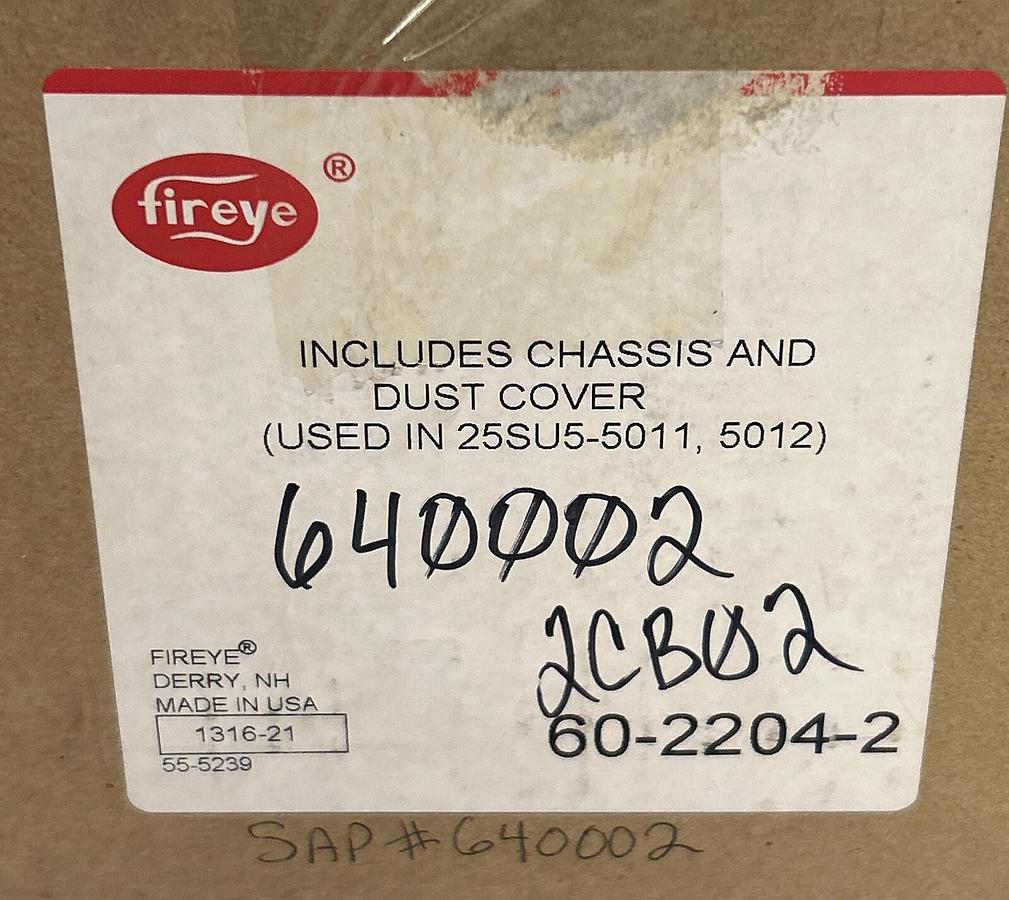 fireye ®
INCLUDES CHASSIS AND
DUST COVER
(USED IN 25SU5-5011, 5012)
640002
2CB02
FIREYE®
DERRY, NH
MADE IN USA
1316-21
55-5239
60-2204-2
SAP#640002